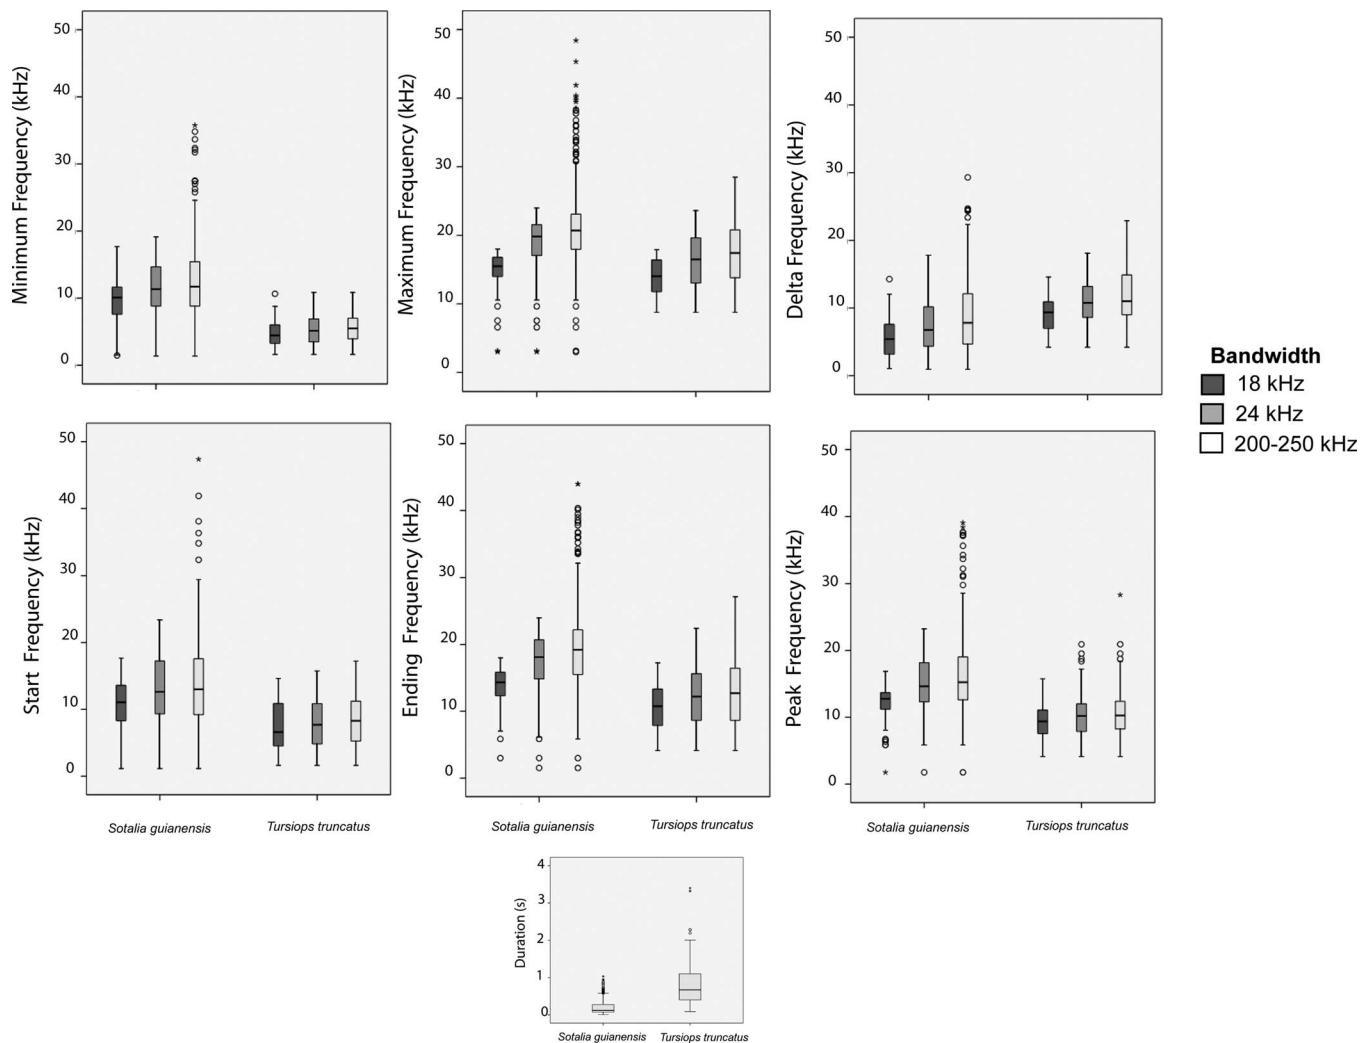 Minimum Frequency (kHz)
50
40
30
20
10
0
Maximum Frequency (kHz)
50
40
30
20
10
0
Delta Frequency (kHz)
50
40
30
20
10
0
Bandwidth
18 kHz
24 kHz
200-250 kHz
Start Frequency (kHz)
50
40
30
20
10
0
Sotalia guianensis Tursiops truncatus
Ending Frequency (kHz)
50
40
30
20
10
0
Sotalia guianensis Tursiops truncatus
Peak Frequency (kHz)
50
40
30
20
10
0
Sotalia guianensis Tursiops truncatus
Duration (s)
4
3
2
1
0
Sotalia guianensis Tursiops truncatus